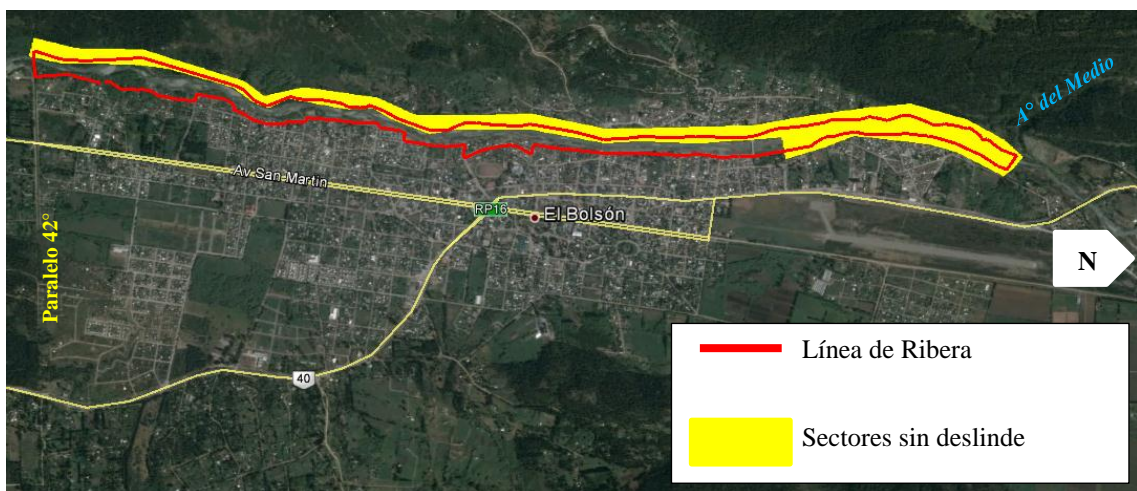 A° del Medio
Av San Martin
RP16
El Bolsón
Paralelo 42°
N
40
Línea de Ribera
Sectores sin deslinde